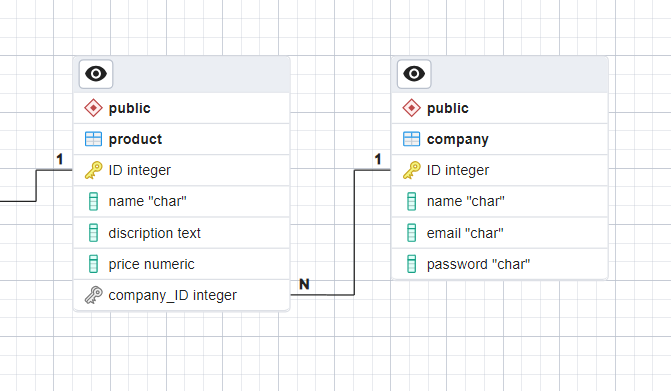 public
product
1
ID integer
name "char"
discription text
price numeric
company_ID integer
N
public
company
1
ID integer
name "char"
email "char"
password "char"